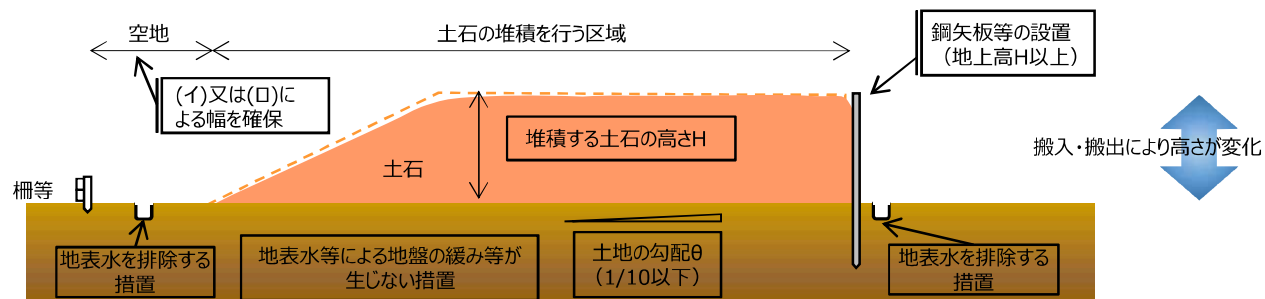 空地
土石の堆積を行う区域
鋼矢板等の設置
（地上高H以上）
(イ)又は(ロ)に
よる幅を確保
堆積する土石の高さH
搬入・搬出により高さが変化
土石
柵等
地表水を排除する
措置
地表水等による地盤の緩み等が
生じない措置
土地の勾配θ
（1/10以下）
地表水を排除する
措置